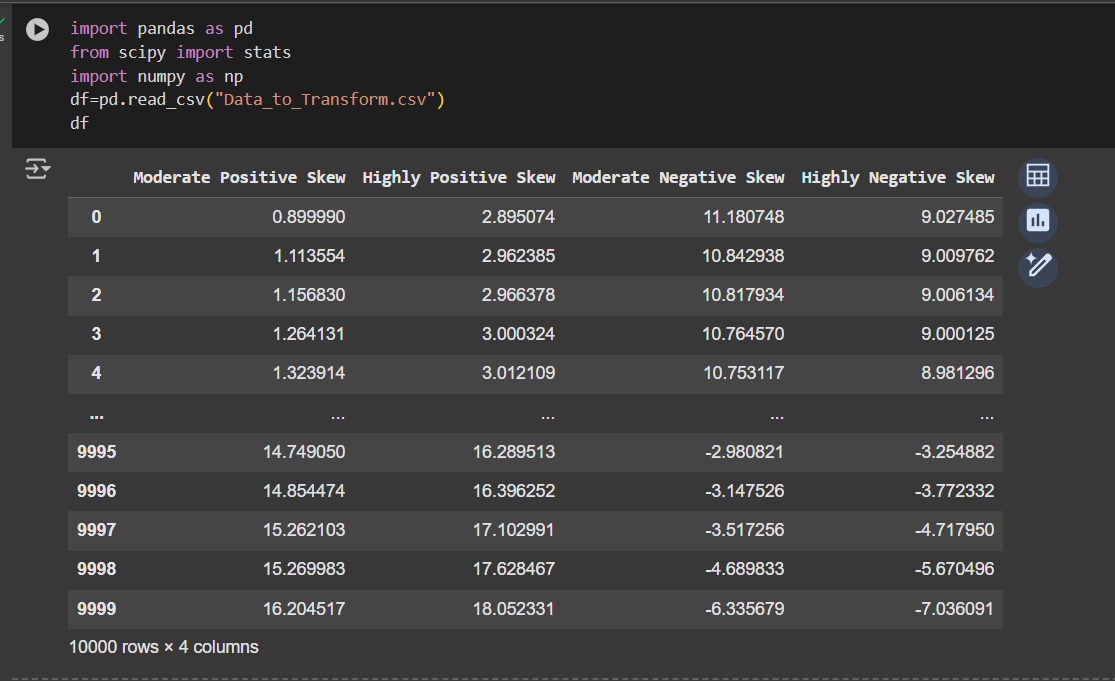 import pandas as pd
from scipy import stats
import numpy as np
df=pd.read_csv("Data_to_Transform.csv")
df
Moderate Positive Skew Highly Positive Skew Moderate Negative Skew Highly Negative Skew
0 0.899990 2.895074 11.180748 9.027485
1 1.113554 2.962385 10.842938 9.009762
2 1.156830 2.966378 10.817934 9.006134
3 1.264131 3.000324 10.764570 9.000125
4 1.323914 3.012109 10.753117 8.981296
... ... ... ... ...
9995 14.749050 16.289513 -2.980821 -3.254882
9996 14.854474 16.396252 -3.147526 -3.772332
9997 15.262103 17.102991 -3.517256 -4.717950
9998 15.269983 17.628467 -4.689833 -5.670496
9999 16.204517 18.052331 -6.335679 -7.036091
10000 rows × 4 columns